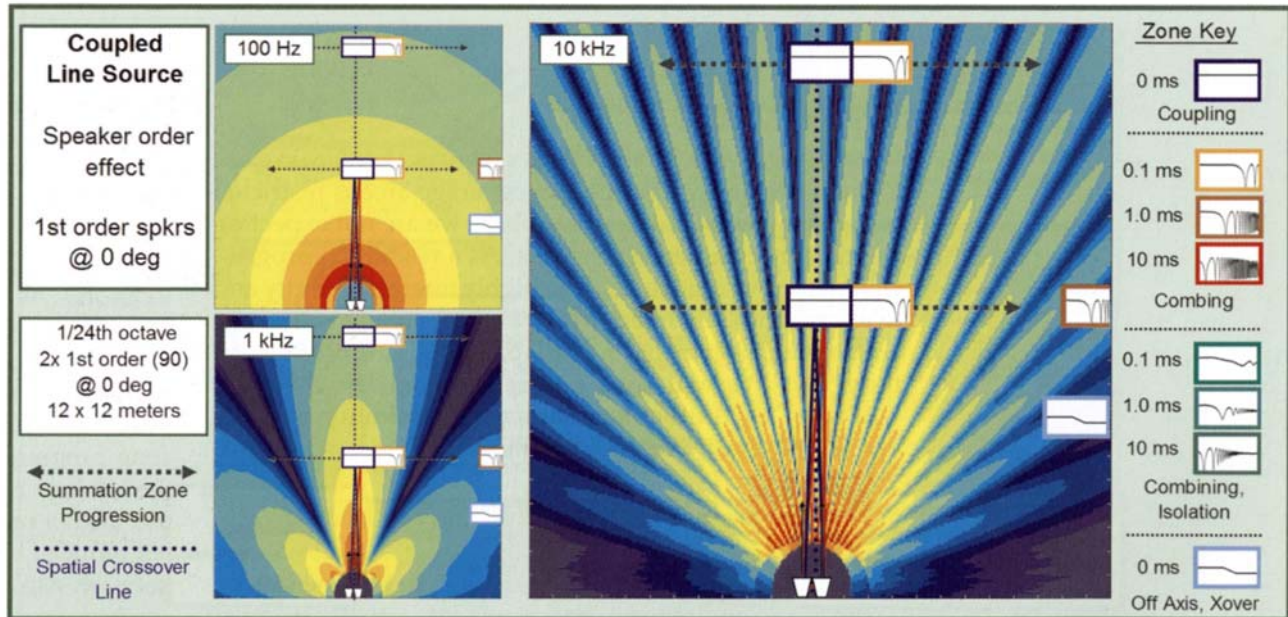 Coupled
Line Source
Speaker order
effect
1st order spkrs
@ 0 deg
1/24th octave
2x 1st order (90)
@ 0 deg
12 x 12 meters
Summation Zone
Progression
Spatial Crossover
Line
100 Hz
1 kHz
10 kHz
Zone Key
0 ms
Coupling
0.1 ms
1.0 ms
10 ms
Combing
0.1 ms
1.0 ms
10 ms
Combining,
Isolation
0 ms
Off Axis, Xover